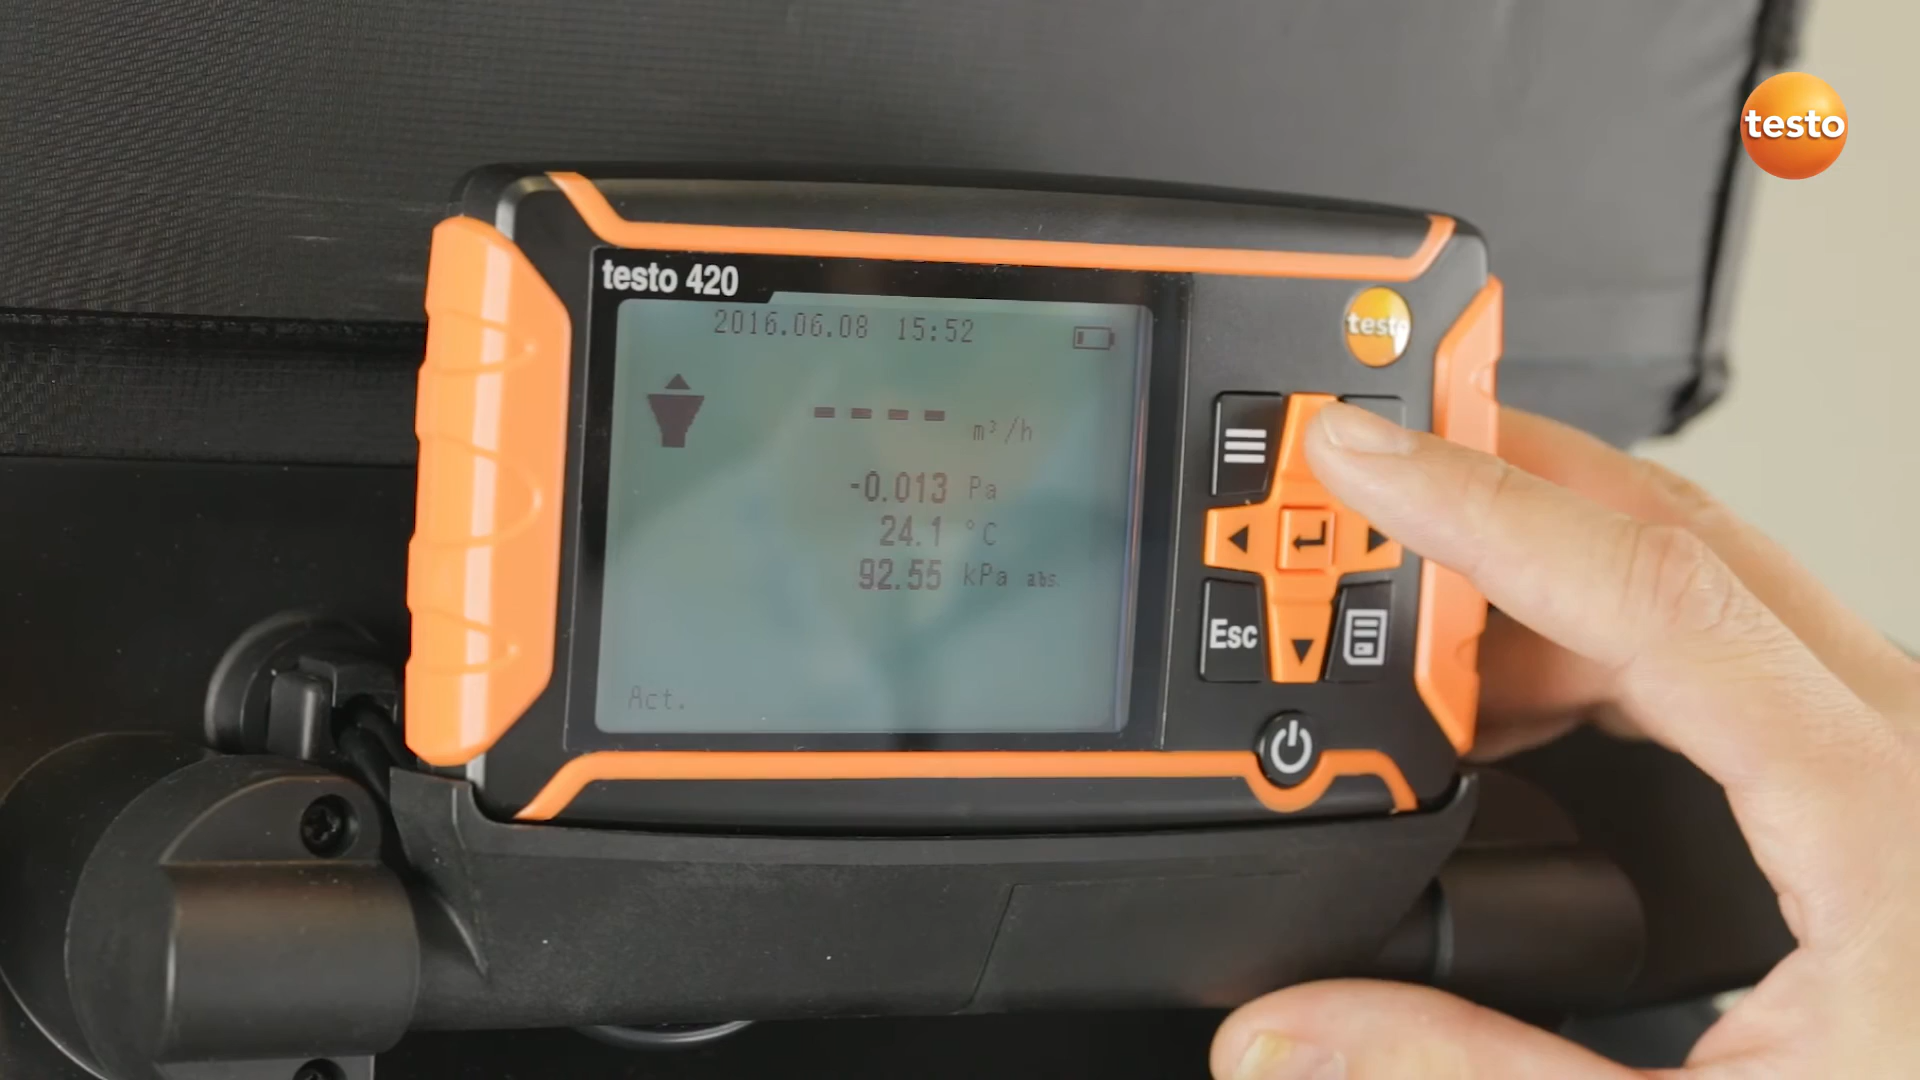 testo
testo 420
2016.06.08 15:52
---- m³/h
-0.013 Pa
24.1 °C
92.55 kPa abs.
Act.
testo
Esc